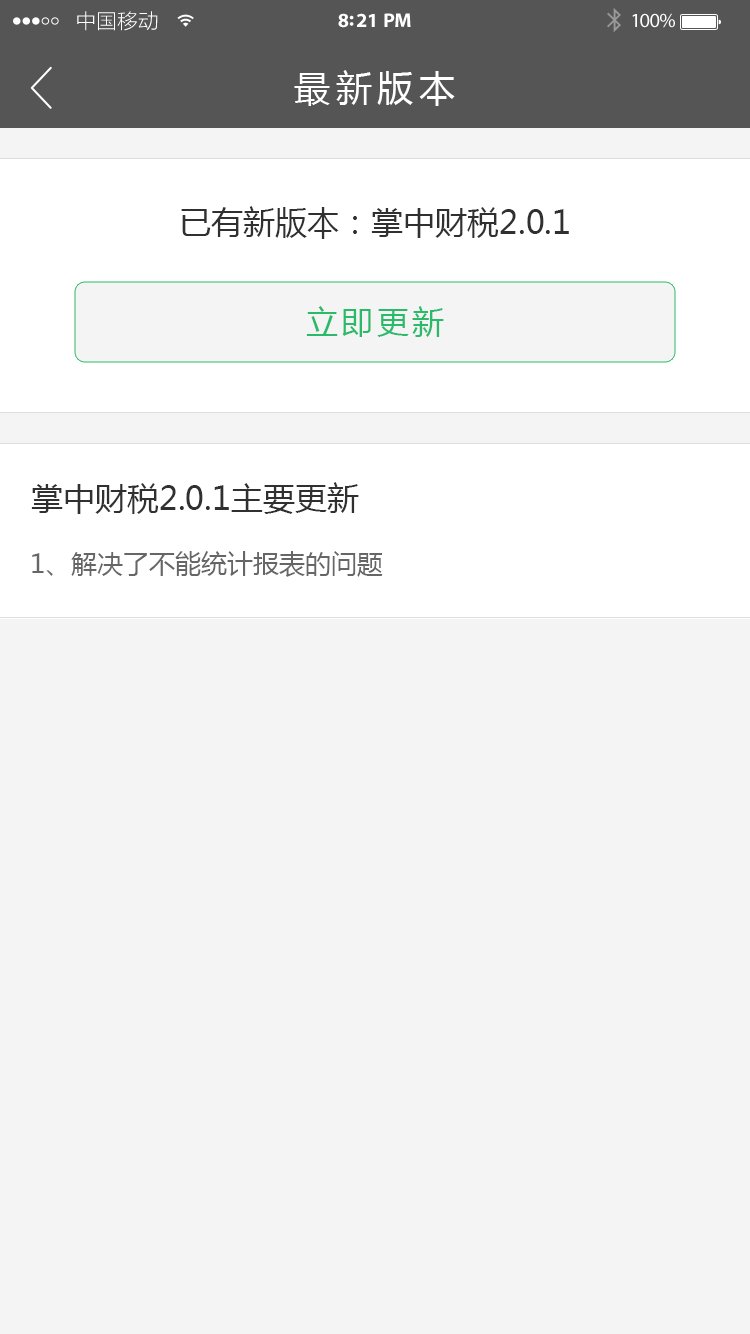 中国移动 8:21 PM 100%
最新版本
已有新版本：掌中财税2.0.1
立即更新
掌中财税2.0.1主要更新
1、解决了不能统计报表的问题